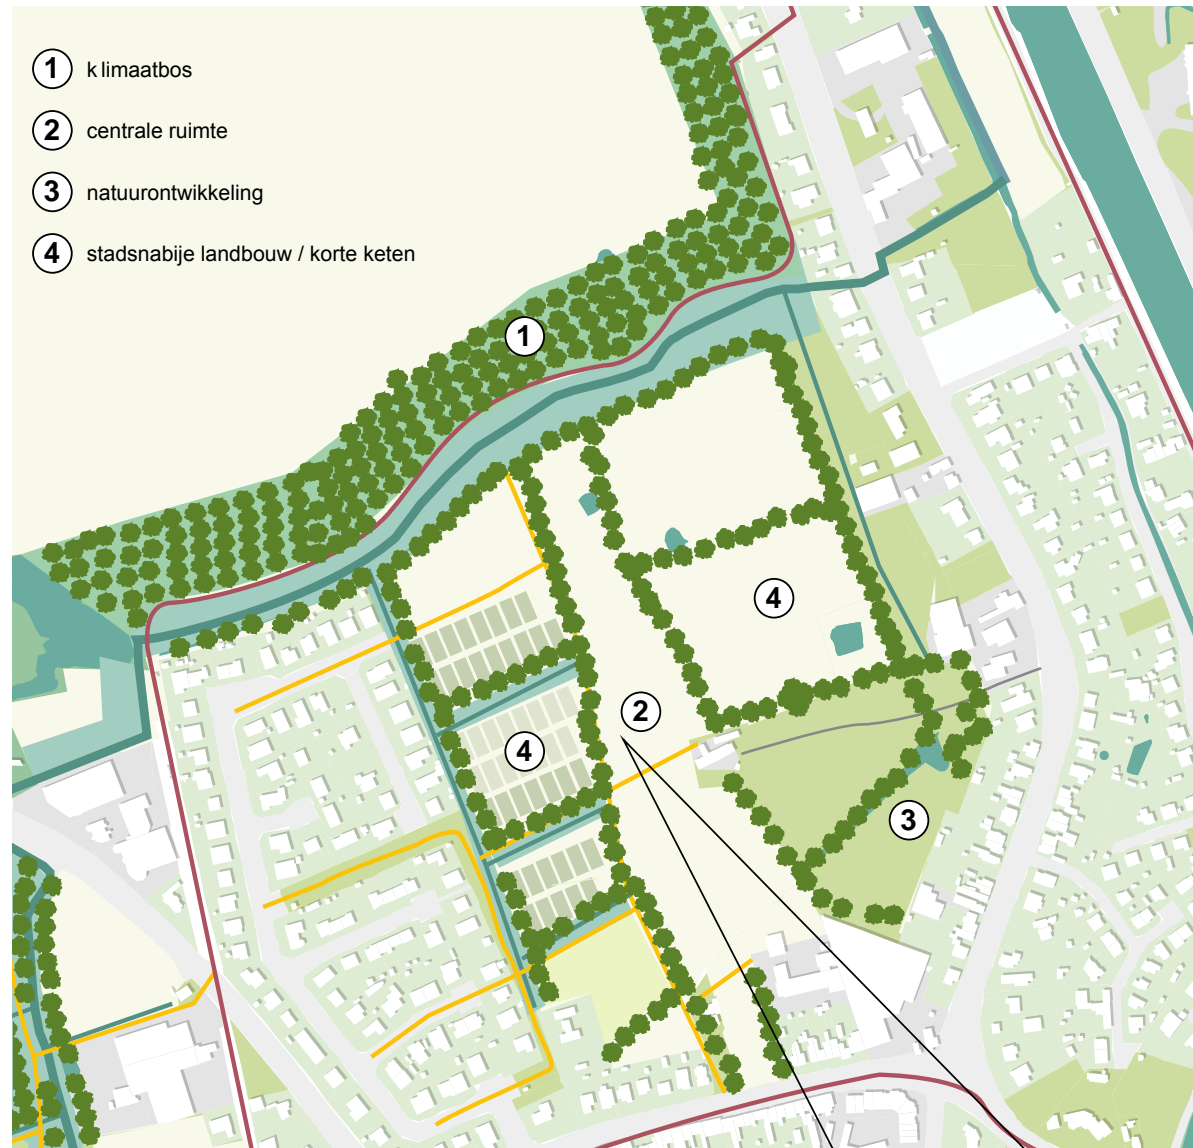 1 klimaatbos
2 centrale ruimte
3 natuurontwikkeling
4 stadsnabije landbouw / korte keten
1
4
2
4
3